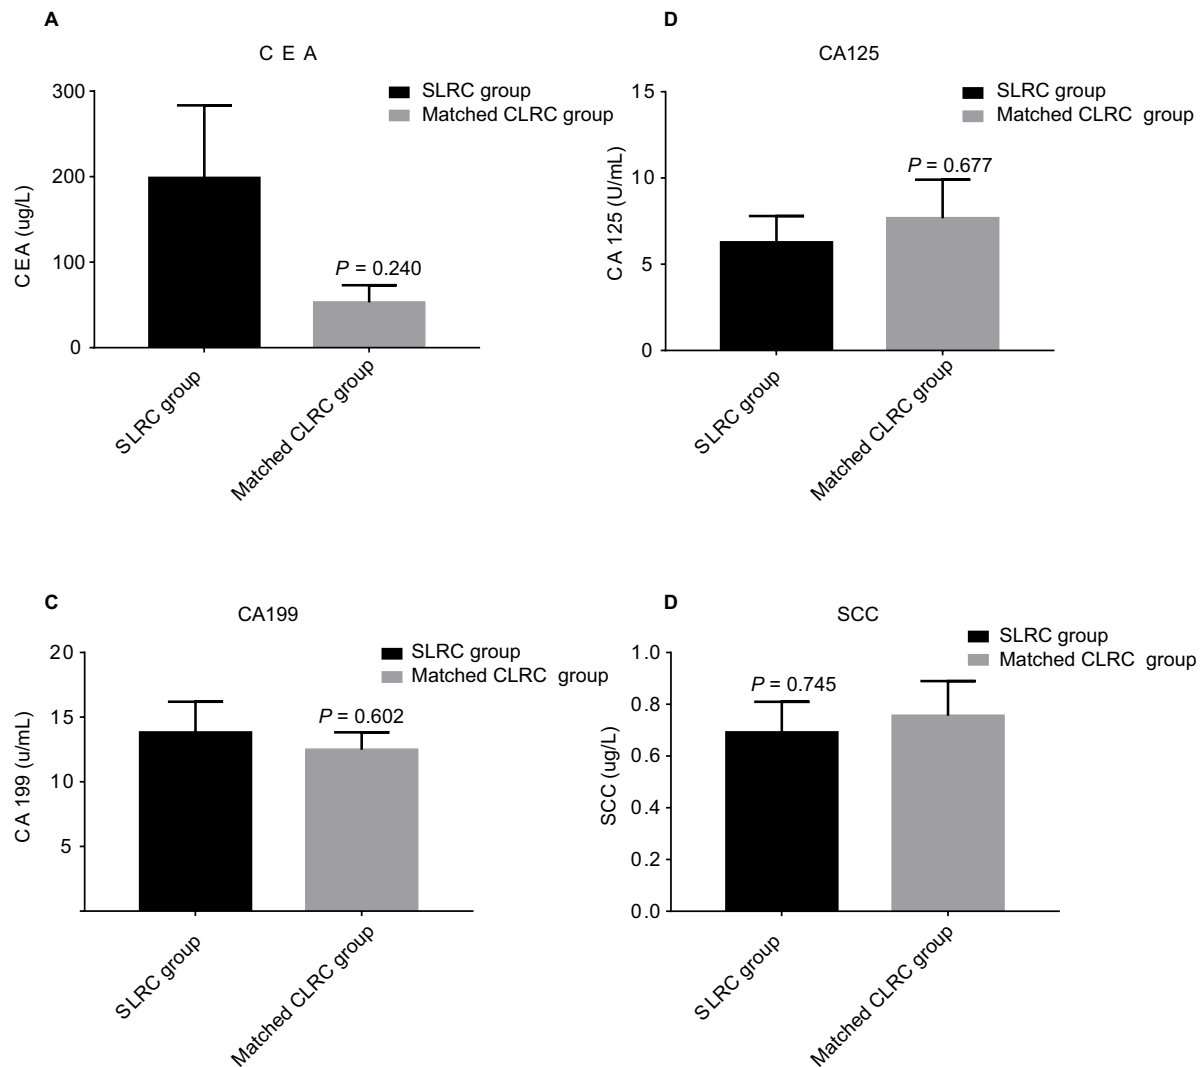 A
C E A
SLRC group
Matched CLRC group
CEA (ug/L)
300
200
100
0
P = 0.240
SLRC group
Matched CLRC group
D
CA125
SLRC group
Matched CLRC group
CA 125 (U/mL)
15
10
5
0
P = 0.677
SLRC group
Matched CLRC group
C
CA199
SLRC group
Matched CLRC group
CA 199 (u/mL)
20
15
10
5
P = 0.602
SLRC group
Matched CLRC group
D
SCC
SLRC group
Matched CLRC group
SCC (ug/L)
1.0
0.8
0.6
0.4
0.2
0.0
P = 0.745
SLRC group
Matched CLRC group